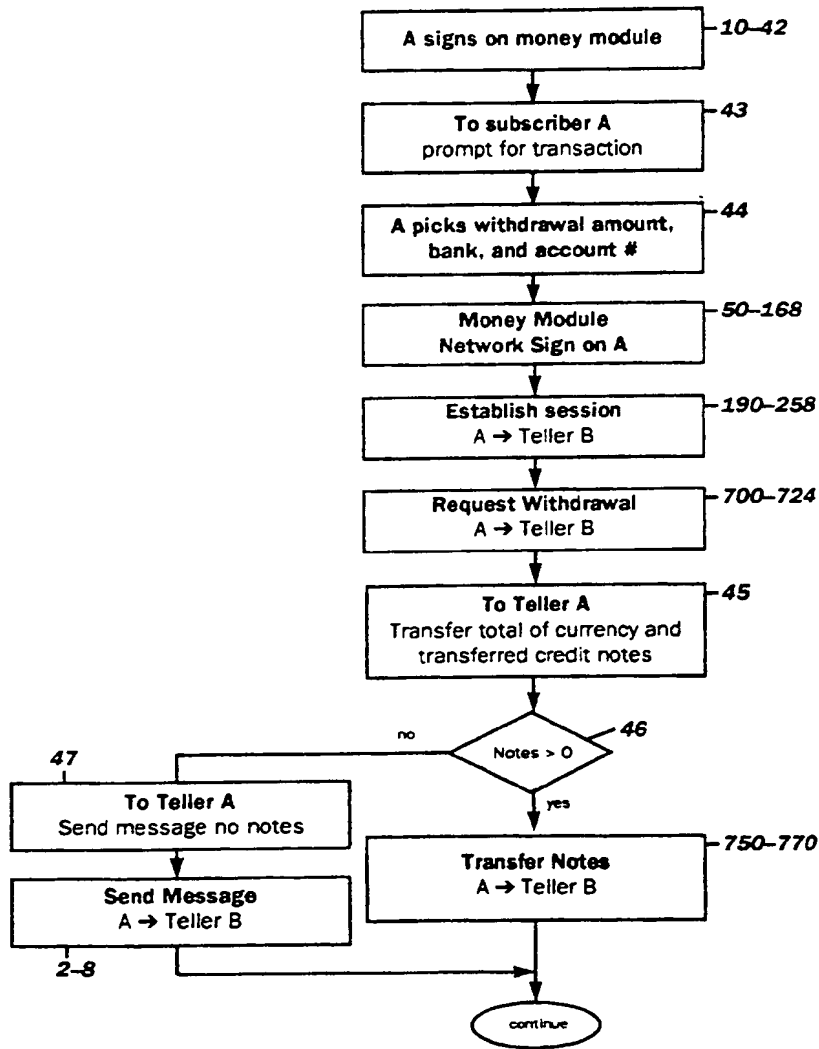 A signs on money module
10–42
To subscriber A
prompt for transaction
43
A picks withdrawal amount,
bank, and account #
44
Money Module
Network Sign on A
50–168
Establish session
A → Teller B
190–258
Request Withdrawal
A → Teller B
700–724
To Teller A
Transfer total of currency and
transferred credit notes
45
Notes > 0
46
no
yes
47
To Teller A
Send message no notes
Send Message
A → Teller B
2–8
Transfer Notes
A → Teller B
750–770
continue